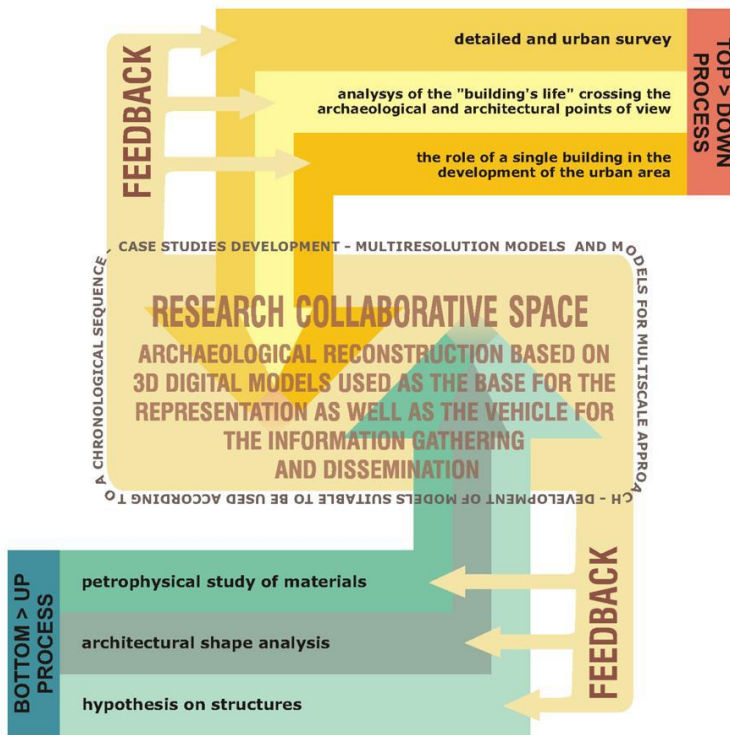 detailed and urban survey
analysys of the "building's life" crossing the
archaeological and architectural points of view
the role of a single building in the
development of the urban area
TOP > DOWN
PROCESS
FEEDBACK
CASE STUDIES DEVELOPMENT - MULTIRESOLUTION MODELS AND MODELS FOR MULTISCALE APPROACH - DEVELOPMENT OF MODELS SUITABLE TO BE USED ACCORDING TO A CHRONOLOGICAL SEQUENCE -
RESEARCH COLLABORATIVE SPACE
ARCHAEOLOGICAL RECONSTRUCTION BASED ON
3D DIGITAL MODELS USED AS THE BASE FOR THE
REPRESENTATION AS WELL AS THE VEHICLE FOR
THE INFORMATION GATHERING
AND DISSEMINATION
BOTTOM > UP
PROCESS
petrophysical study of materials
architectural shape analysis
hypothesis on structures
FEEDBACK